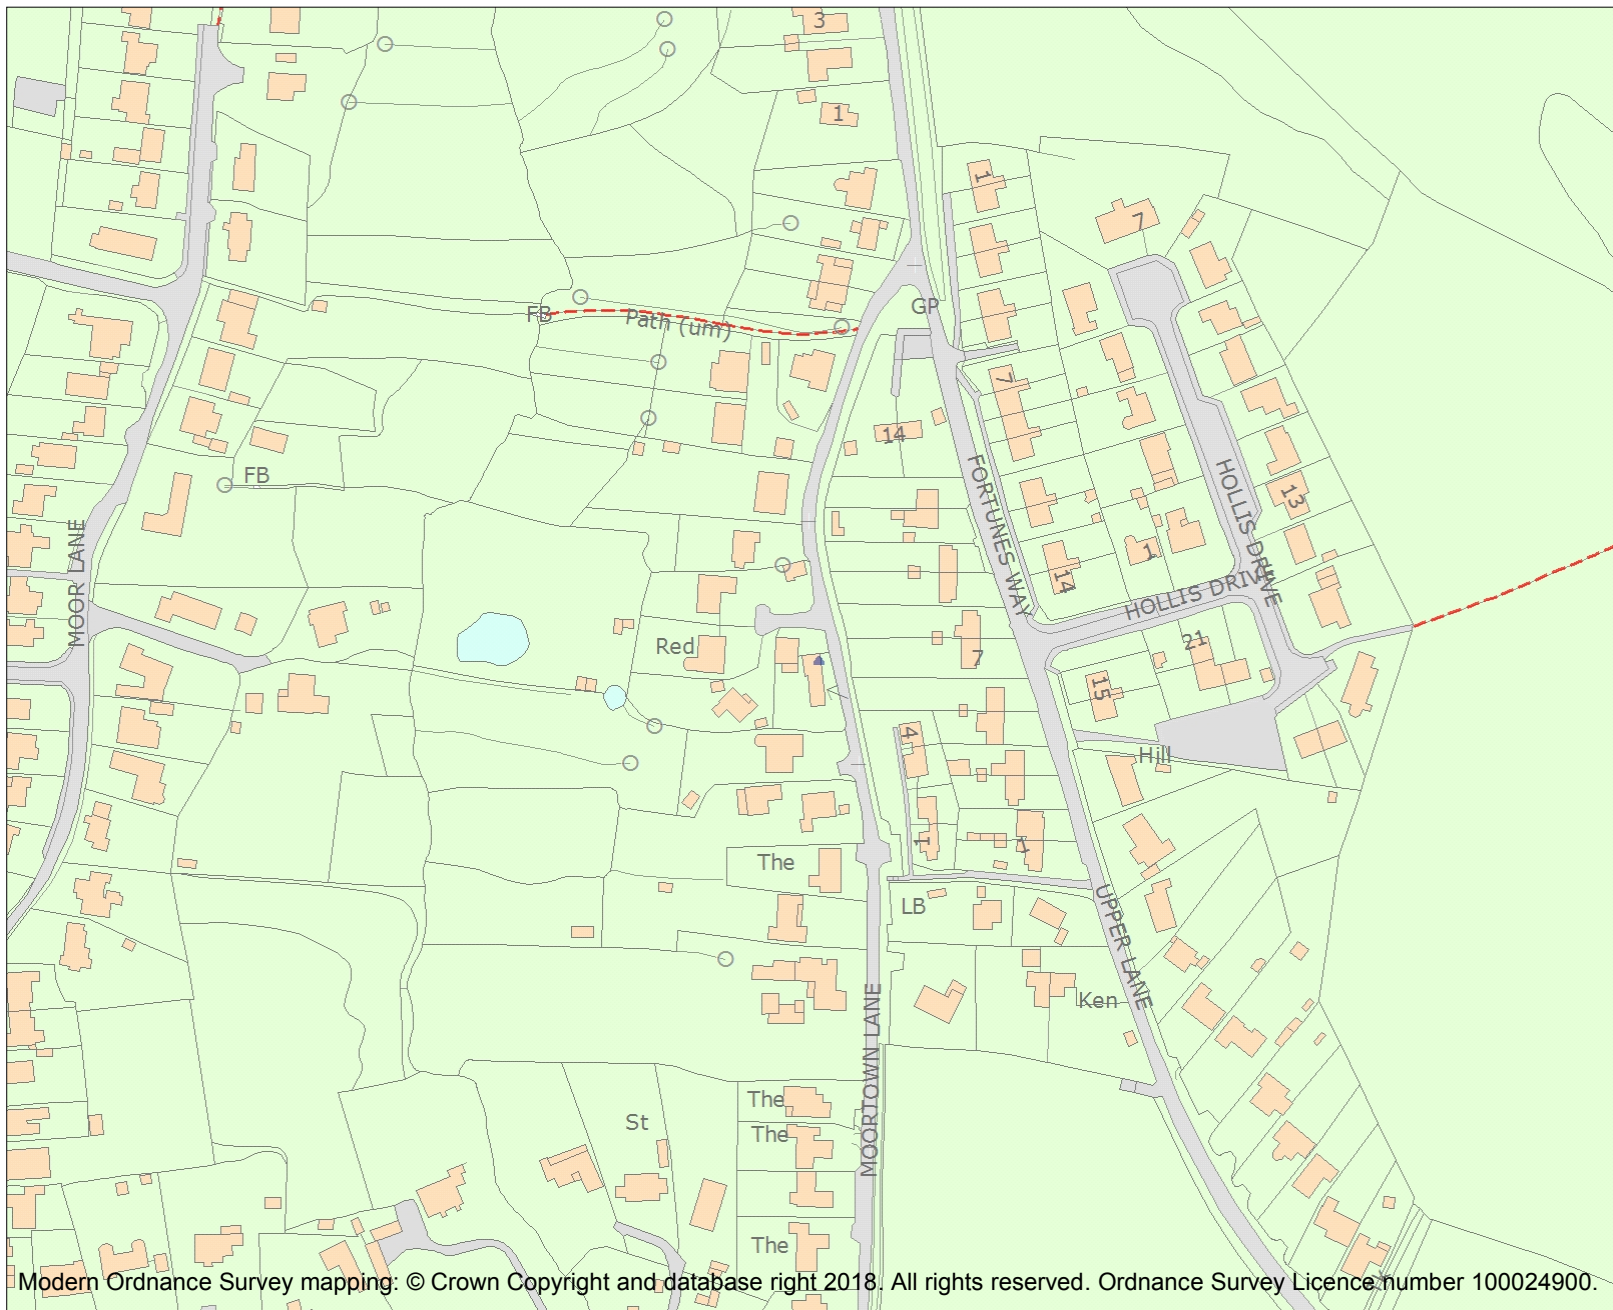 3
1
1
7
GP
FB
Path (um)
7
14
FB
FORTUNES WAY
HOLLIS DRIVE
13
MOOR LANE
1
14
HOLLIS DRIVE
Red
7
21
15
4
Hill
1
1
The
LB
UPPER LANE
Ken
MOORTOWN LANE
The
St
The
The
Modern Ordnance Survey mapping: © Crown Copyright and database right 2018. All rights reserved. Ordnance Survey Licence number 100024900.